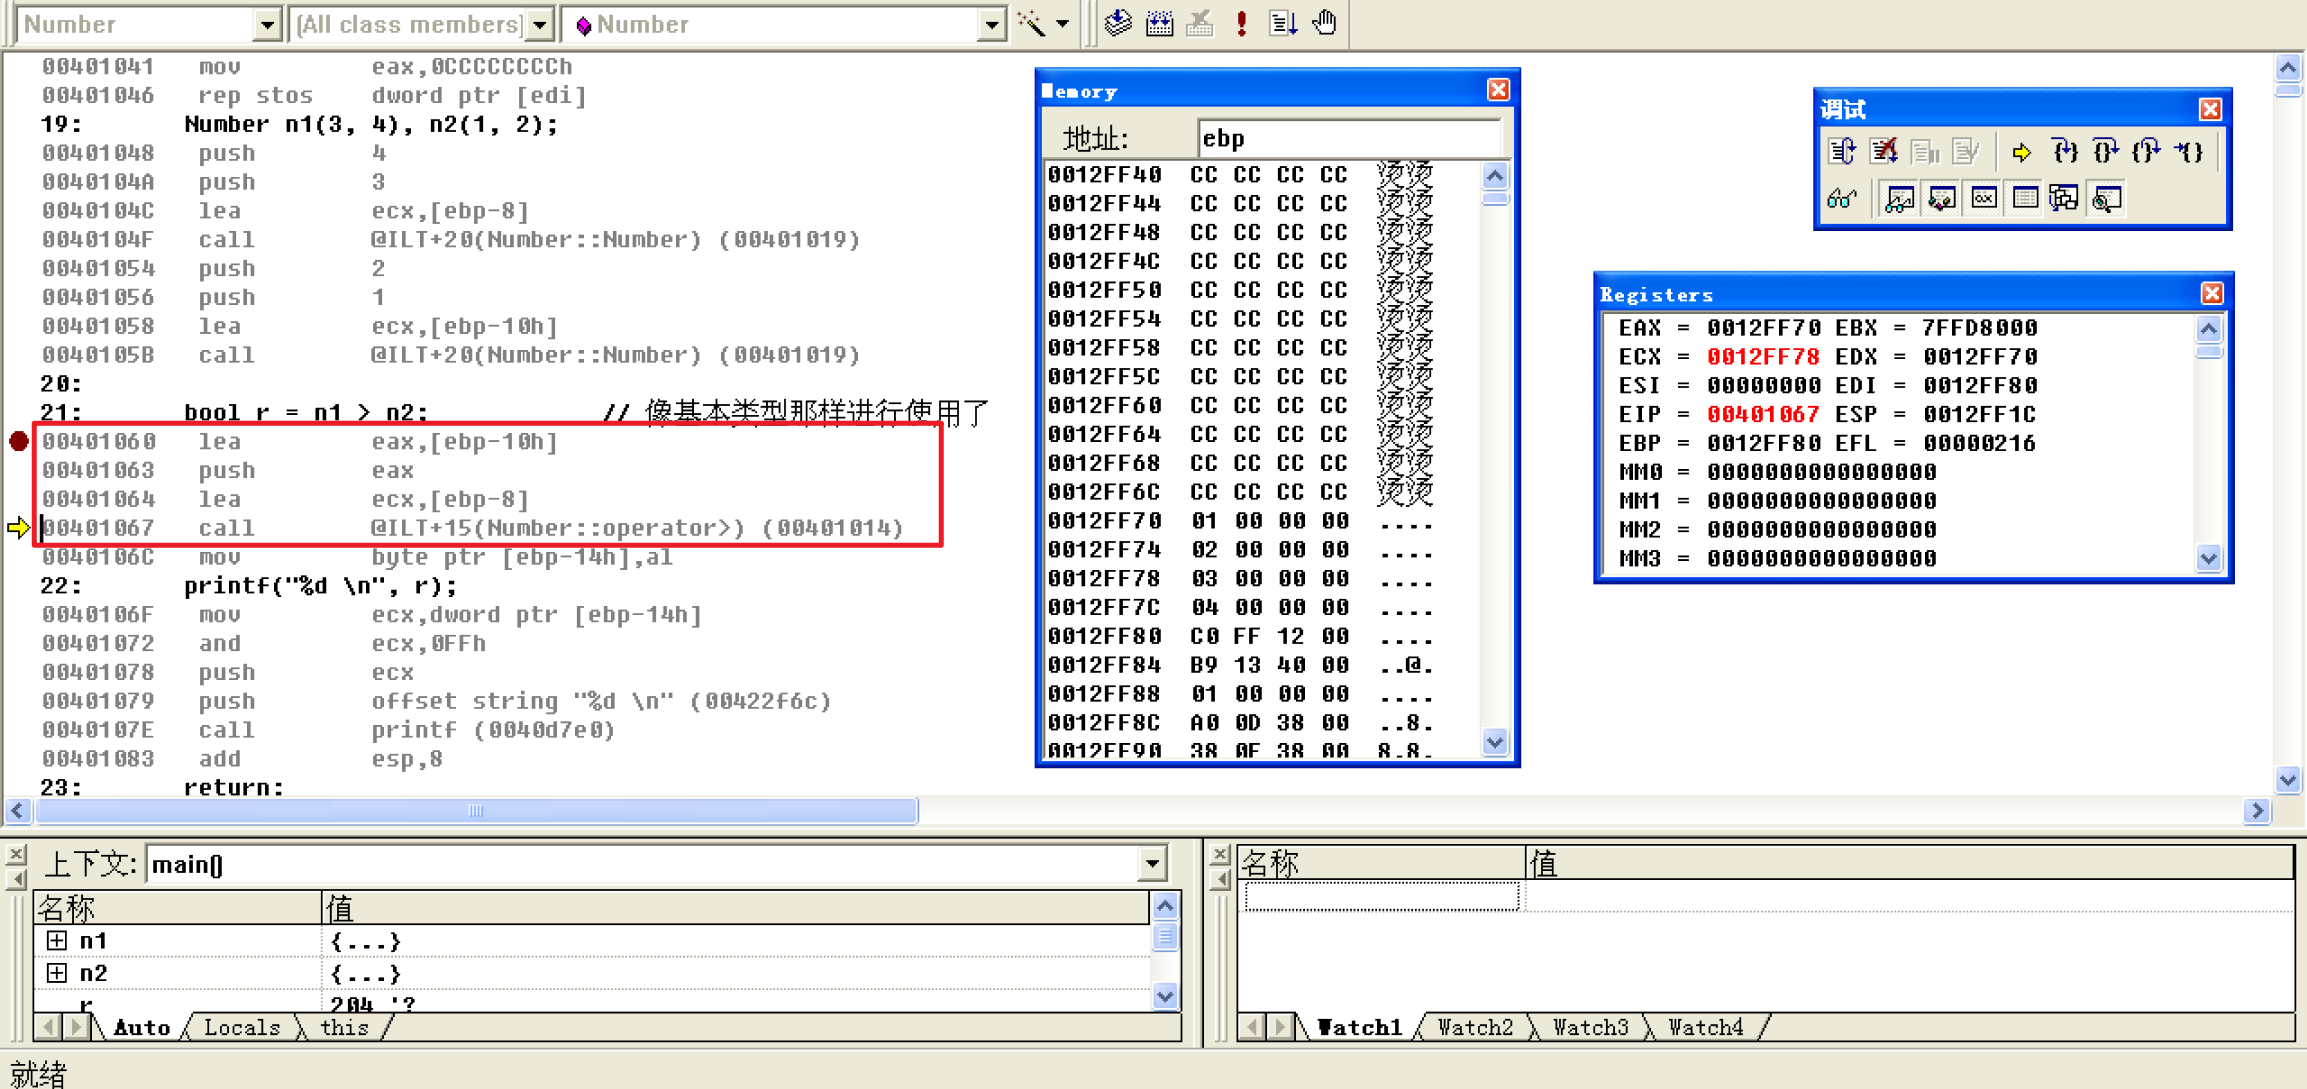 Number [All class members] Number
00401041 mov eax,0CCCCCCCCh
00401046 rep stos dword ptr [edi]
19: Number n1(3, 4), n2(1, 2);
00401048 push 4
0040104A push 3
0040104C lea ecx,[ebp-8]
0040104F call @ILT+20(Number::Number) (00401019)
00401054 push 2
00401056 push 1
00401058 lea ecx,[ebp-10h]
0040105B call @ILT+20(Number::Number) (00401019)
20:
21: bool r = n1 > n2; // 像基本类型那样进行使用了
00401060 lea eax,[ebp-10h]
00401063 push eax
00401064 lea ecx,[ebp-8]
00401067 call @ILT+15(Number::operator>) (00401014)
0040106C mov byte ptr [ebp-14h],al
22: printf("%d \n", r);
0040106F mov ecx,dword ptr [ebp-14h]
00401072 and ecx,0FFh
00401078 push ecx
00401079 push offset string "%d \n" (00422f6c)
0040107E call printf (0040d7e0)
00401083 add esp,8
23: return;
Memory
地址: ebp
0012FF40 CC CC CC CC 烫烫
0012FF44 CC CC CC CC 烫烫
0012FF48 CC CC CC CC 烫烫
0012FF4C CC CC CC CC 烫烫
0012FF50 CC CC CC CC 烫烫
0012FF54 CC CC CC CC 烫烫
0012FF58 CC CC CC CC 烫烫
0012FF5C CC CC CC CC 烫烫
0012FF60 CC CC CC CC 烫烫
0012FF64 CC CC CC CC 烫烫
0012FF68 CC CC CC CC 烫烫
0012FF6C CC CC CC CC 烫烫
0012FF70 01 00 00 00 ....
0012FF74 02 00 00 00 ....
0012FF78 03 00 00 00 ....
0012FF7C 04 00 00 00 ....
0012FF80 C0 FF 12 00 ....
0012FF84 B9 13 40 00 ..@.
0012FF88 01 00 00 00 ....
0012FF8C A0 0D 38 00 ..8.
0012FF90 38 0F 38 00 8.8.
调试
Registers
EAX = 0012FF70 EBX = 7FFD8000
ECX = 0012FF78 EDX = 0012FF70
ESI = 00000000 EDI = 0012FF80
EIP = 00401067 ESP = 0012FF1C
EBP = 0012FF80 EFL = 00000216
MM0 = 0000000000000000
MM1 = 0000000000000000
MM2 = 0000000000000000
MM3 = 0000000000000000
上下文: main()
名称 值
n1 {...}
n2 {...}
r 204 '?
Auto Locals this
名称 值
Watch1 Watch2 Watch3 Watch4
就绪